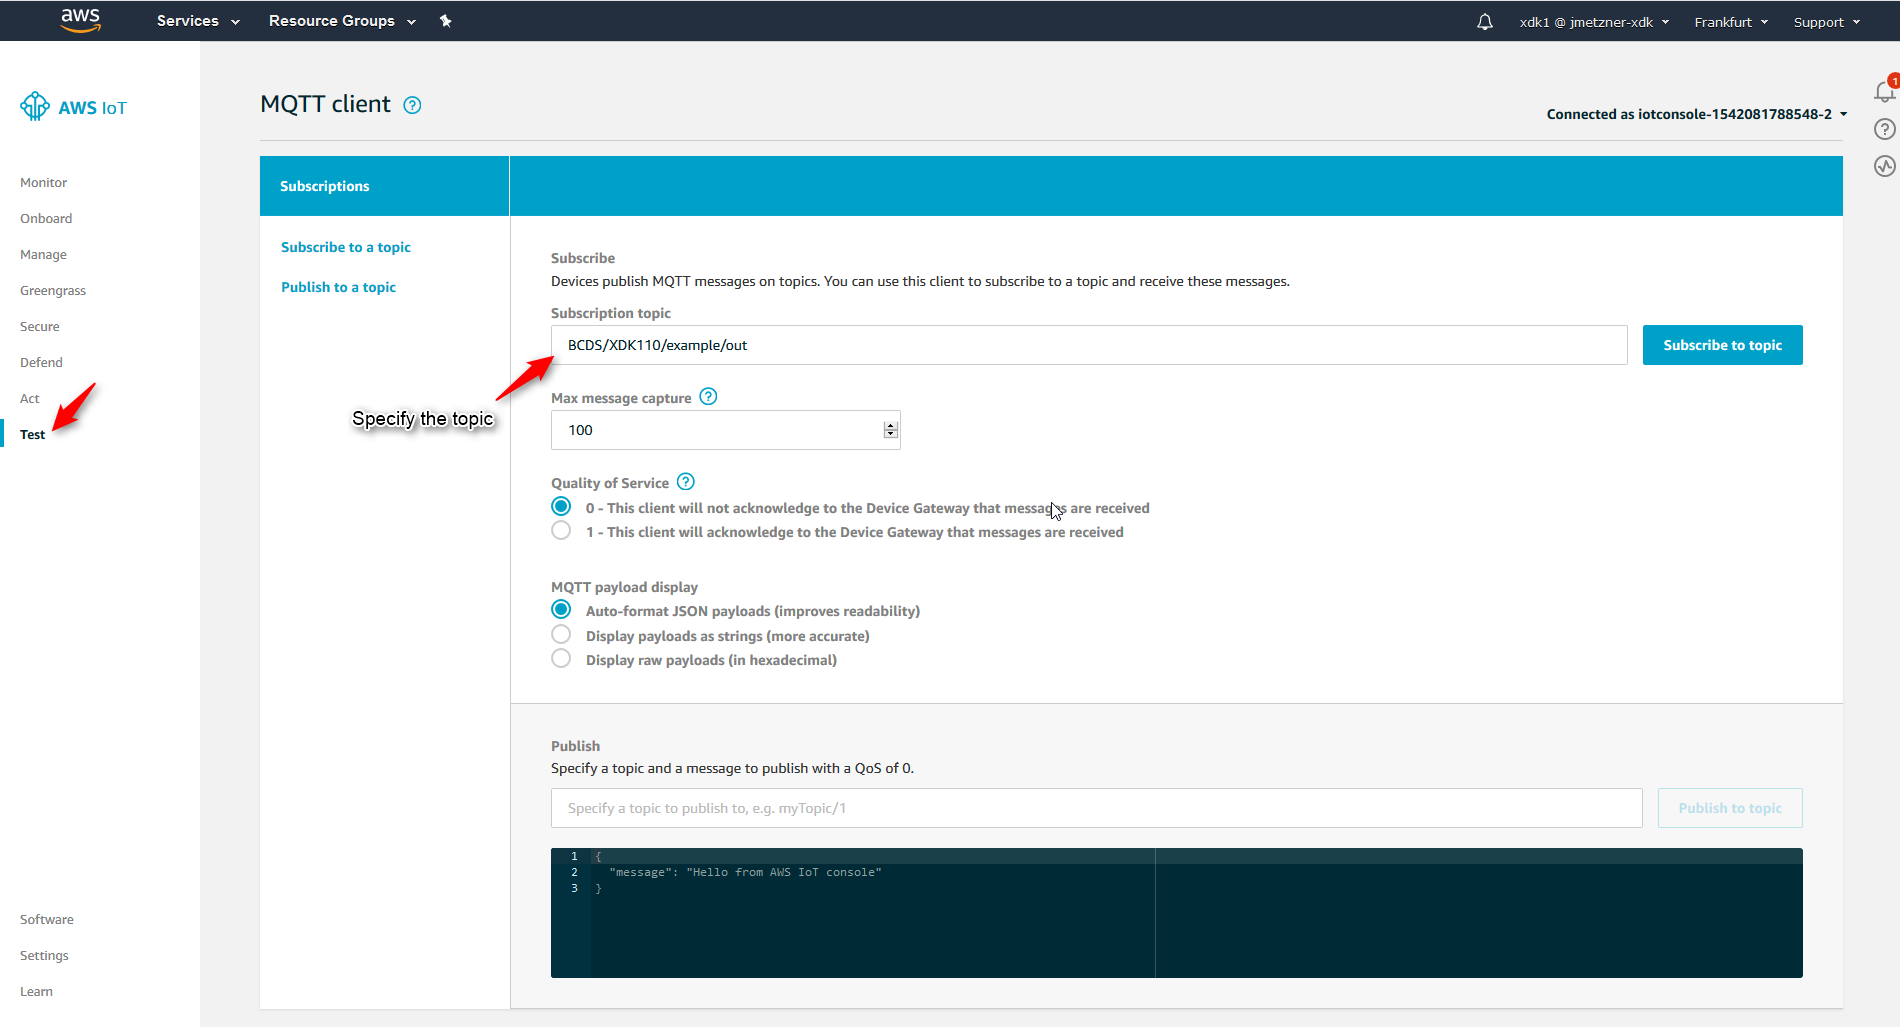 aws Services Resource Groups xdk1 @ jmetzner-xdk Frankfurt Support
AWS IoT
Monitor
Onboard
Manage
Greengrass
Secure
Defend
Act
Test
Software
Settings
Learn
MQTT client ?
Connected as iotconsole-1542081788548-2
1
?
Subscriptions
Subscribe to a topic
Publish to a topic
Subscribe
Devices publish MQTT messages on topics. You can use this client to subscribe to a topic and receive these messages.
Subscription topic
BCDS/XDK110/example/out
Subscribe to topic
Specify the topic
Max message capture ?
100
Quality of Service ?
0 - This client will not acknowledge to the Device Gateway that messages are received
1 - This client will acknowledge to the Device Gateway that messages are received
MQTT payload display
Auto-format JSON payloads (improves readability)
Display payloads as strings (more accurate)
Display raw payloads (in hexadecimal)
Publish
Specify a topic and a message to publish with a QoS of 0.
Specify a topic to publish to, e.g. myTopic/1
Publish to topic
1 {
2 "message": "Hello from AWS IoT console"
3 }